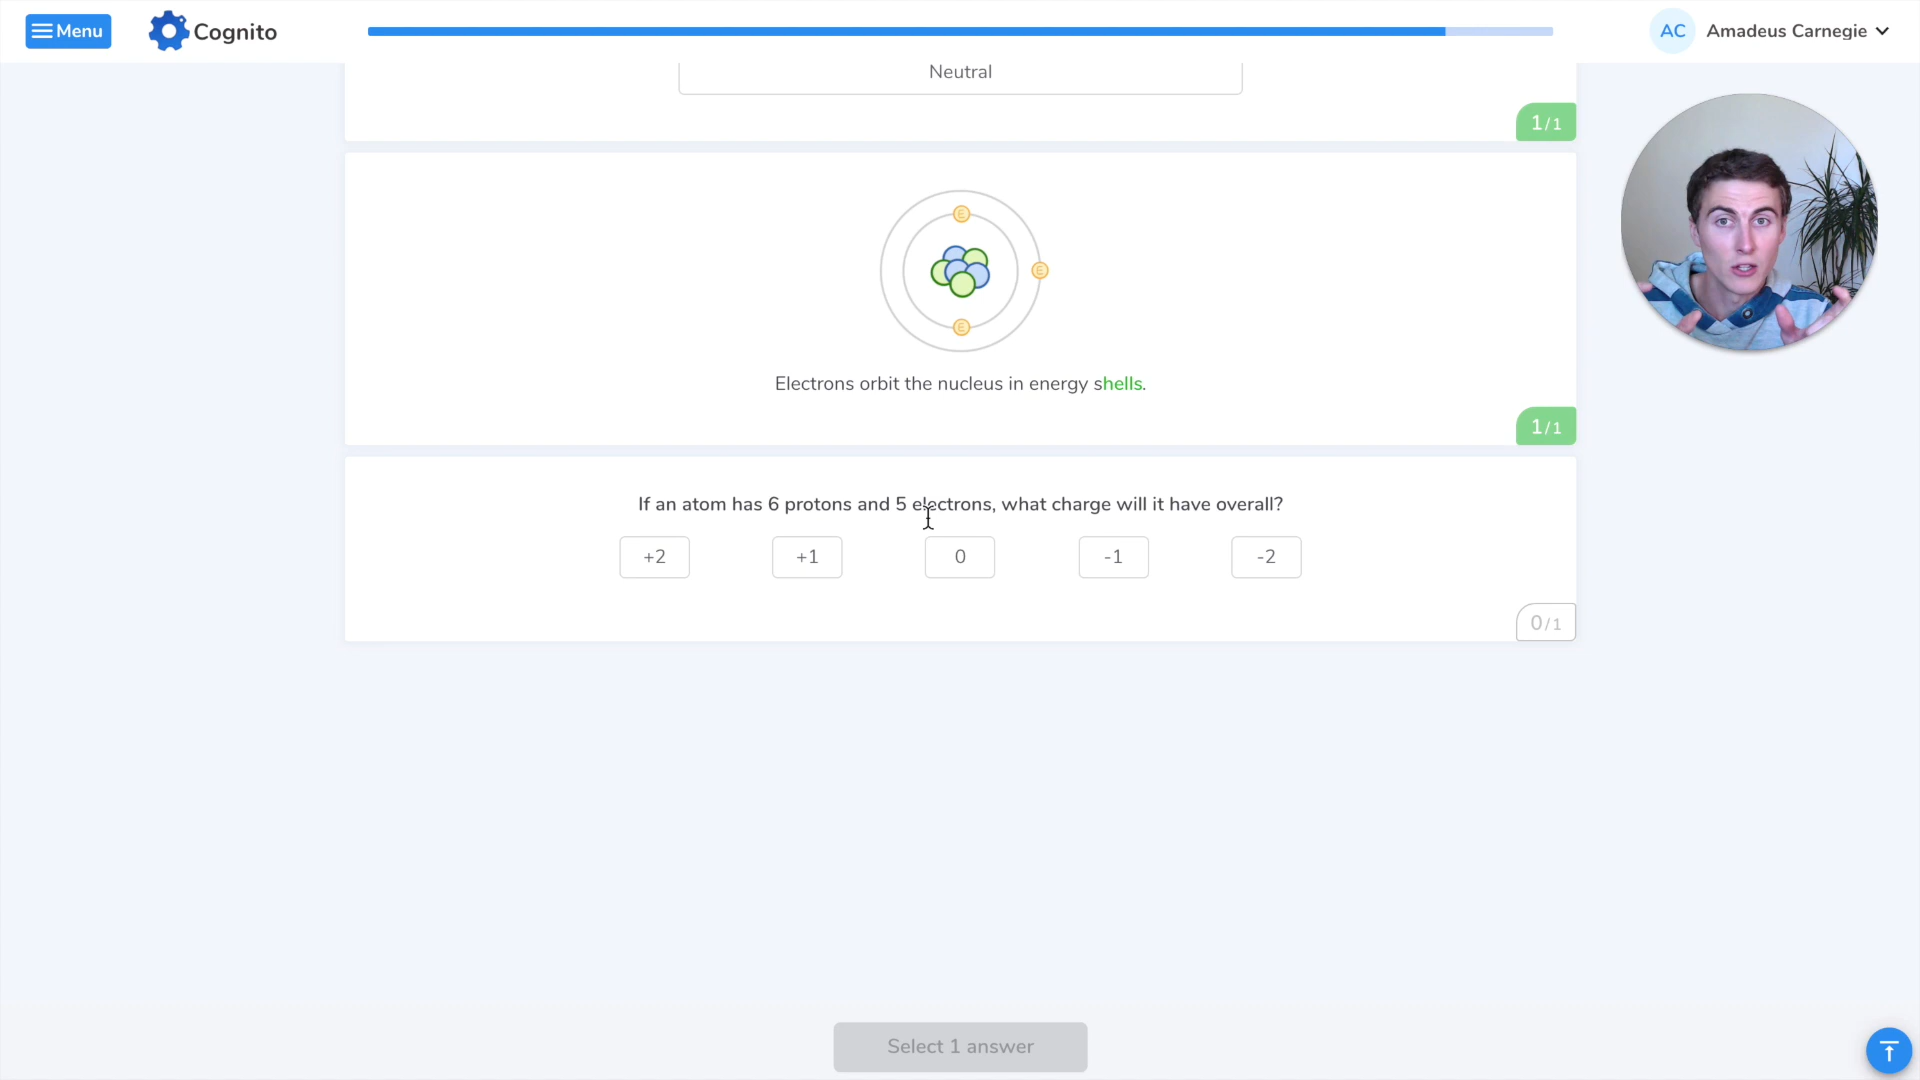 Menu
Cognito
AC
Amadeus Carnegie
Neutral
1/1
E
E
E
Electrons orbit the nucleus in energy shells.
1/1
If an atom has 6 protons and 5 electrons, what charge will it have overall?
+2
+1
0
-1
-2
0/1
Select 1 answer